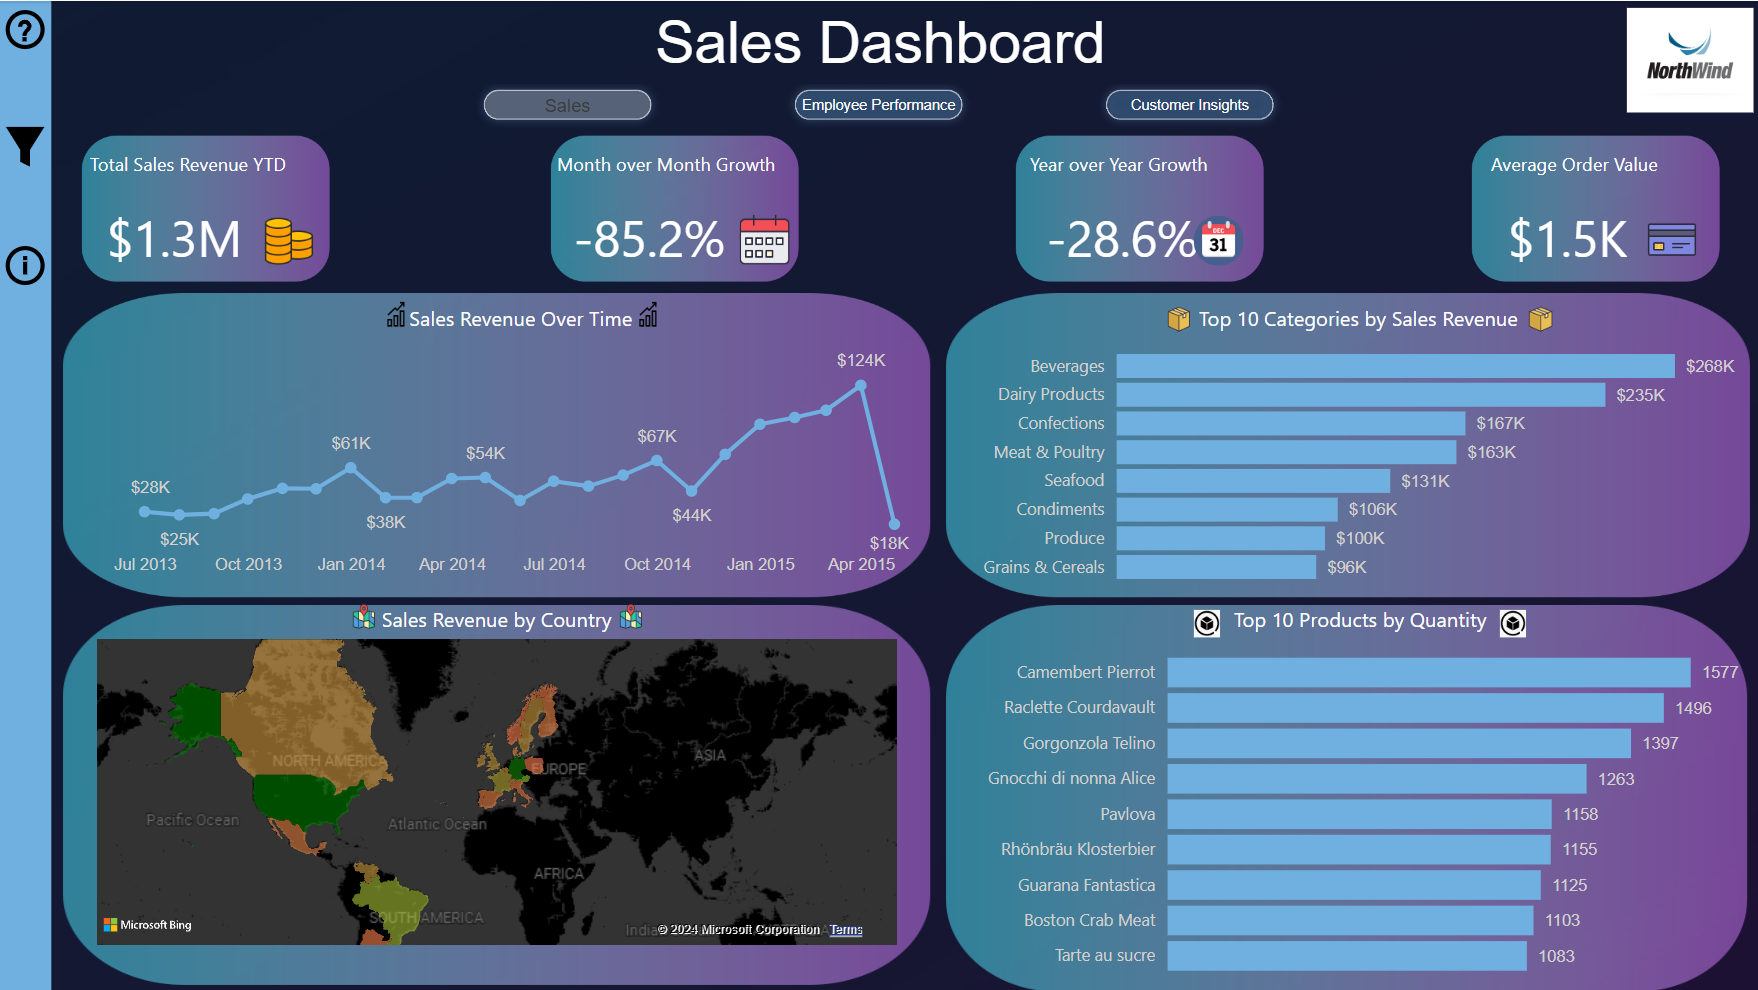 Sales Dashboard
NorthWind
Sales
Employee Performance
Customer Insights
Total Sales Revenue YTD
$1.3M
Month over Month Growth
-85.2%
Year over Year Growth
-28.6%
DEC
31
Average Order Value
$1.5K
Sales Revenue Over Time
$124K
$61K
$67K
$54K
$28K
$38K
$44K
$25K
$18K
Jul 2013
Oct 2013
Jan 2014
Apr 2014
Jul 2014
Oct 2014
Jan 2015
Apr 2015
Top 10 Categories by Sales Revenue
Beverages $268K
Dairy Products $235K
Confections $167K
Meat & Poultry $163K
Seafood $131K
Condiments $106K
Produce $100K
Grains & Cereals $96K
Sales Revenue by Country
NORTH AMERICA
EUROPE
ASIA
Pacific Ocean
Atlantic Ocean
AFRICA
SOUTH AMERICA
Microsoft Bing
© 2024 Microsoft Corporation Terms
Top 10 Products by Quantity
Camembert Pierrot 1577
Raclette Courdavault 1496
Gorgonzola Telino 1397
Gnocchi di nonna Alice 1263
Pavlova 1158
Rhönbräu Klosterbier 1155
Guarana Fantastica 1125
Boston Crab Meat 1103
Tarte au sucre 1083